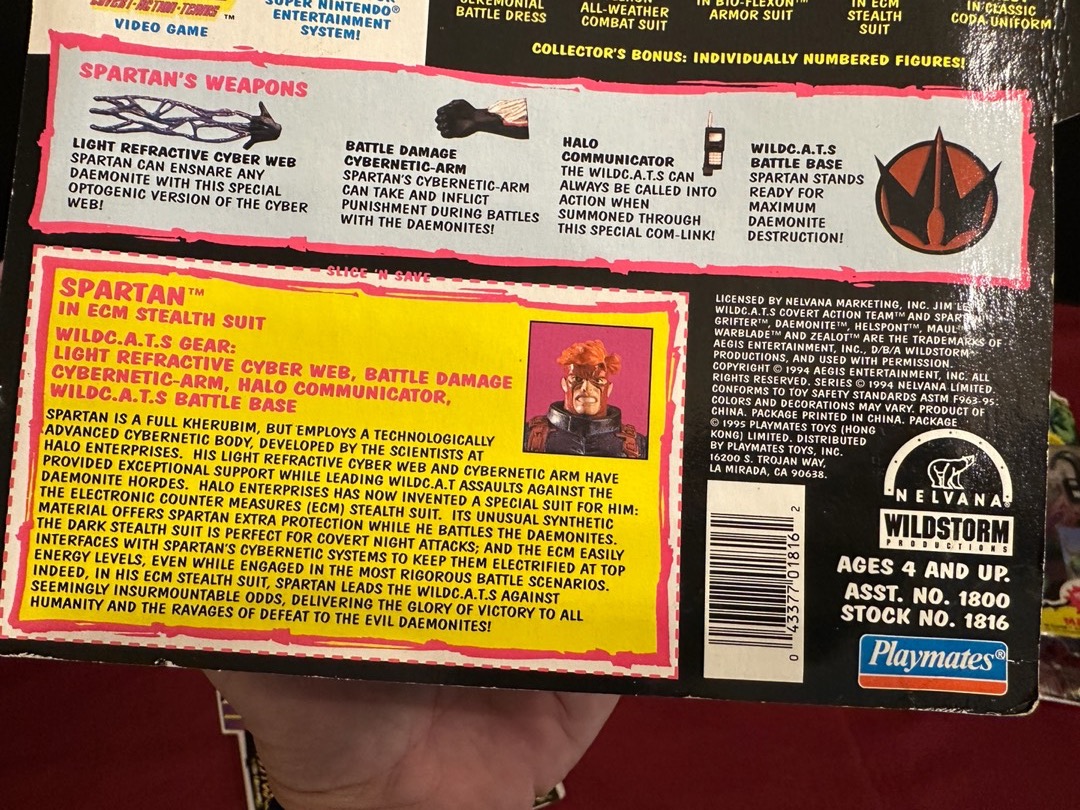 COVERT-ACTION-TEAMS™
VIDEO GAME
SUPER NINTENDO®
ENTERTAINMENT
SYSTEM!
CEREMONIAL
BATTLE DRESS
ALL-WEATHER
COMBAT SUIT
IN BIO-FLEXON™
ARMOR SUIT
IN ECM
STEALTH
SUIT
IN CLASSIC
CODA UNIFORM
COLLECTOR'S BONUS: INDIVIDUALLY NUMBERED FIGURES!
SPARTAN'S WEAPONS
LIGHT REFRACTIVE CYBER WEB
SPARTAN CAN ENSNARE ANY
DAEMONITE WITH THIS SPECIAL
OPTOGENIC VERSION OF THE CYBER
WEB!
BATTLE DAMAGE
CYBERNETIC-ARM
SPARTAN'S CYBERNETIC-ARM
CAN TAKE AND INFLICT
PUNISHMENT DURING BATTLES
WITH THE DAEMONITES!
HALO
COMMUNICATOR
THE WILDC.A.T.S CAN
ALWAYS BE CALLED INTO
ACTION WHEN
SUMMONED THROUGH
THIS SPECIAL COM-LINK!
WILDC.A.T.S
BATTLE BASE
SPARTAN STANDS
READY FOR
MAXIMUM
DAEMONITE
DESTRUCTION!
SLICE 'N SAVE
SPARTAN™
IN ECM STEALTH SUIT
WILDC.A.T.S GEAR:
LIGHT REFRACTIVE CYBER WEB, BATTLE DAMAGE
CYBERNETIC-ARM, HALO COMMUNICATOR,
WILDC.A.T.S BATTLE BASE
SPARTAN IS A FULL KHERUBIM, BUT EMPLOYS A TECHNOLOGICALLY
ADVANCED CYBERNETIC BODY, DEVELOPED BY THE SCIENTISTS AT
HALO ENTERPRISES. HIS LIGHT REFRACTIVE CYBER WEB AND CYBERNETIC ARM HAVE
PROVIDED EXCEPTIONAL SUPPORT WHILE LEADING WILDC.A.T ASSAULTS AGAINST THE
DAEMONITE HORDES. HALO ENTERPRISES HAS NOW INVENTED A SPECIAL SUIT FOR HIM:
THE ELECTRONIC COUNTER MEASURES (ECM) STEALTH SUIT. ITS UNUSUAL SYNTHETIC
MATERIAL OFFERS SPARTAN EXTRA PROTECTION WHILE HE BATTLES THE DAEMONITES.
THE DARK STEALTH SUIT IS PERFECT FOR COVERT NIGHT ATTACKS; AND THE ECM EASILY
INTERFACES WITH SPARTAN'S CYBERNETIC SYSTEMS TO KEEP THEM ELECTRIFIED AT TOP
ENERGY LEVELS, EVEN WHILE ENGAGED IN THE MOST RIGOROUS BATTLE SCENARIOS.
INDEED, IN HIS ECM STEALTH SUIT, SPARTAN LEADS THE WILDC.A.T.S AGAINST
SEEMINGLY INSURMOUNTABLE ODDS, DELIVERING THE GLORY OF VICTORY TO ALL
HUMANITY AND THE RAVAGES OF DEFEAT TO THE EVIL DAEMONITES!
LICENSED BY NELVANA MARKETING, INC. JIM LEE'S
WILDC.A.T.S COVERT ACTION TEAM™ AND SPARTAN
GRIFTER™, DAEMONITE™, HELSPONT™, MAUL™
WARBLADE™ AND ZEALOT™ ARE THE TRADEMARKS OF
AEGIS ENTERTAINMENT, INC., D/B/A WILDSTORM
PRODUCTIONS, AND USED WITH PERMISSION.
COPYRIGHT © 1994 AEGIS ENTERTAINMENT, INC. ALL
RIGHTS RESERVED. SERIES © 1994 NELVANA LIMITED
CONFORMS TO TOY SAFETY STANDARDS ASTM F963-95.
COLORS AND DECORATIONS MAY VARY. PRODUCT OF
CHINA. PACKAGE PRINTED IN CHINA. PACKAGE
© 1995 PLAYMATES TOYS (HONG
KONG) LIMITED. DISTRIBUTED
BY PLAYMATES TOYS, INC.
16200 S. TROJAN WAY,
LA MIRADA, CA 90638.
NELVANA
WILDSTORM
PRODUCTIONS
AGES 4 AND UP.
ASST. NO. 1800
STOCK NO. 1816
Playmates®
0 43377 01816 2